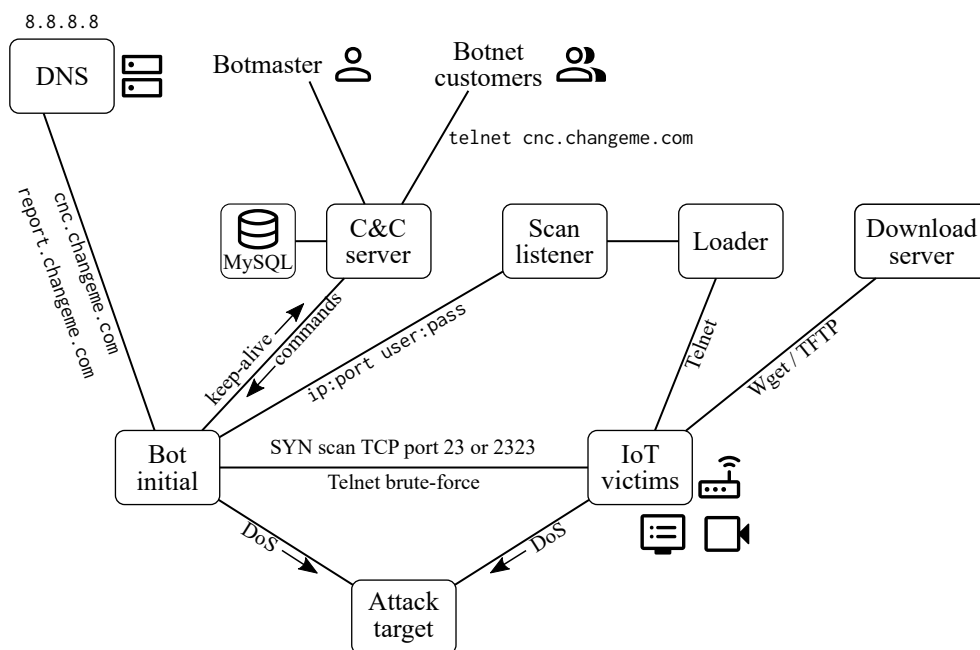 8.8.8.8
DNS
Botmaster
Botnet
customers
telnet cnc.changeme.com
cnc.changeme.com
report.changeme.com
MySQL
C&C
server
Scan
listener
Loader
Download
server
keep-alive
commands
ip:port user:pass
Telnet
Wget / TFTP
Bot
initial
SYN scan TCP port 23 or 2323
Telnet brute-force
IoT
victims
DoS
DoS
Attack
target